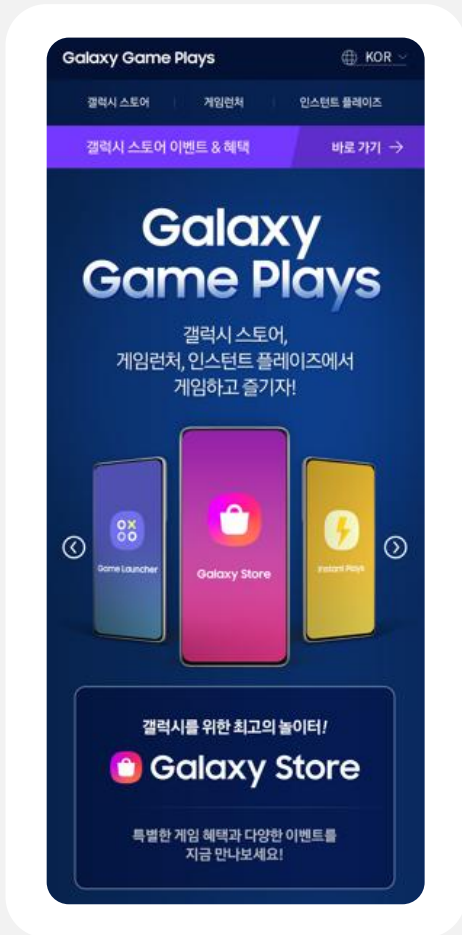 Galaxy Game Plays
KOR
갤럭시 스토어
게임런처
인스턴트 플레이즈
갤럭시 스토어 이벤트 & 혜택
바로 가기
Galaxy
Game Plays
갤럭시 스토어,
게임런처, 인스턴트 플레이즈에서
게임하고 즐기자!
Game Launcher
Galaxy Store
Instant Plays
갤럭시를 위한 최고의 놀이터!
Galaxy Store
특별한 게임 혜택과 다양한 이벤트를
지금 만나보세요!